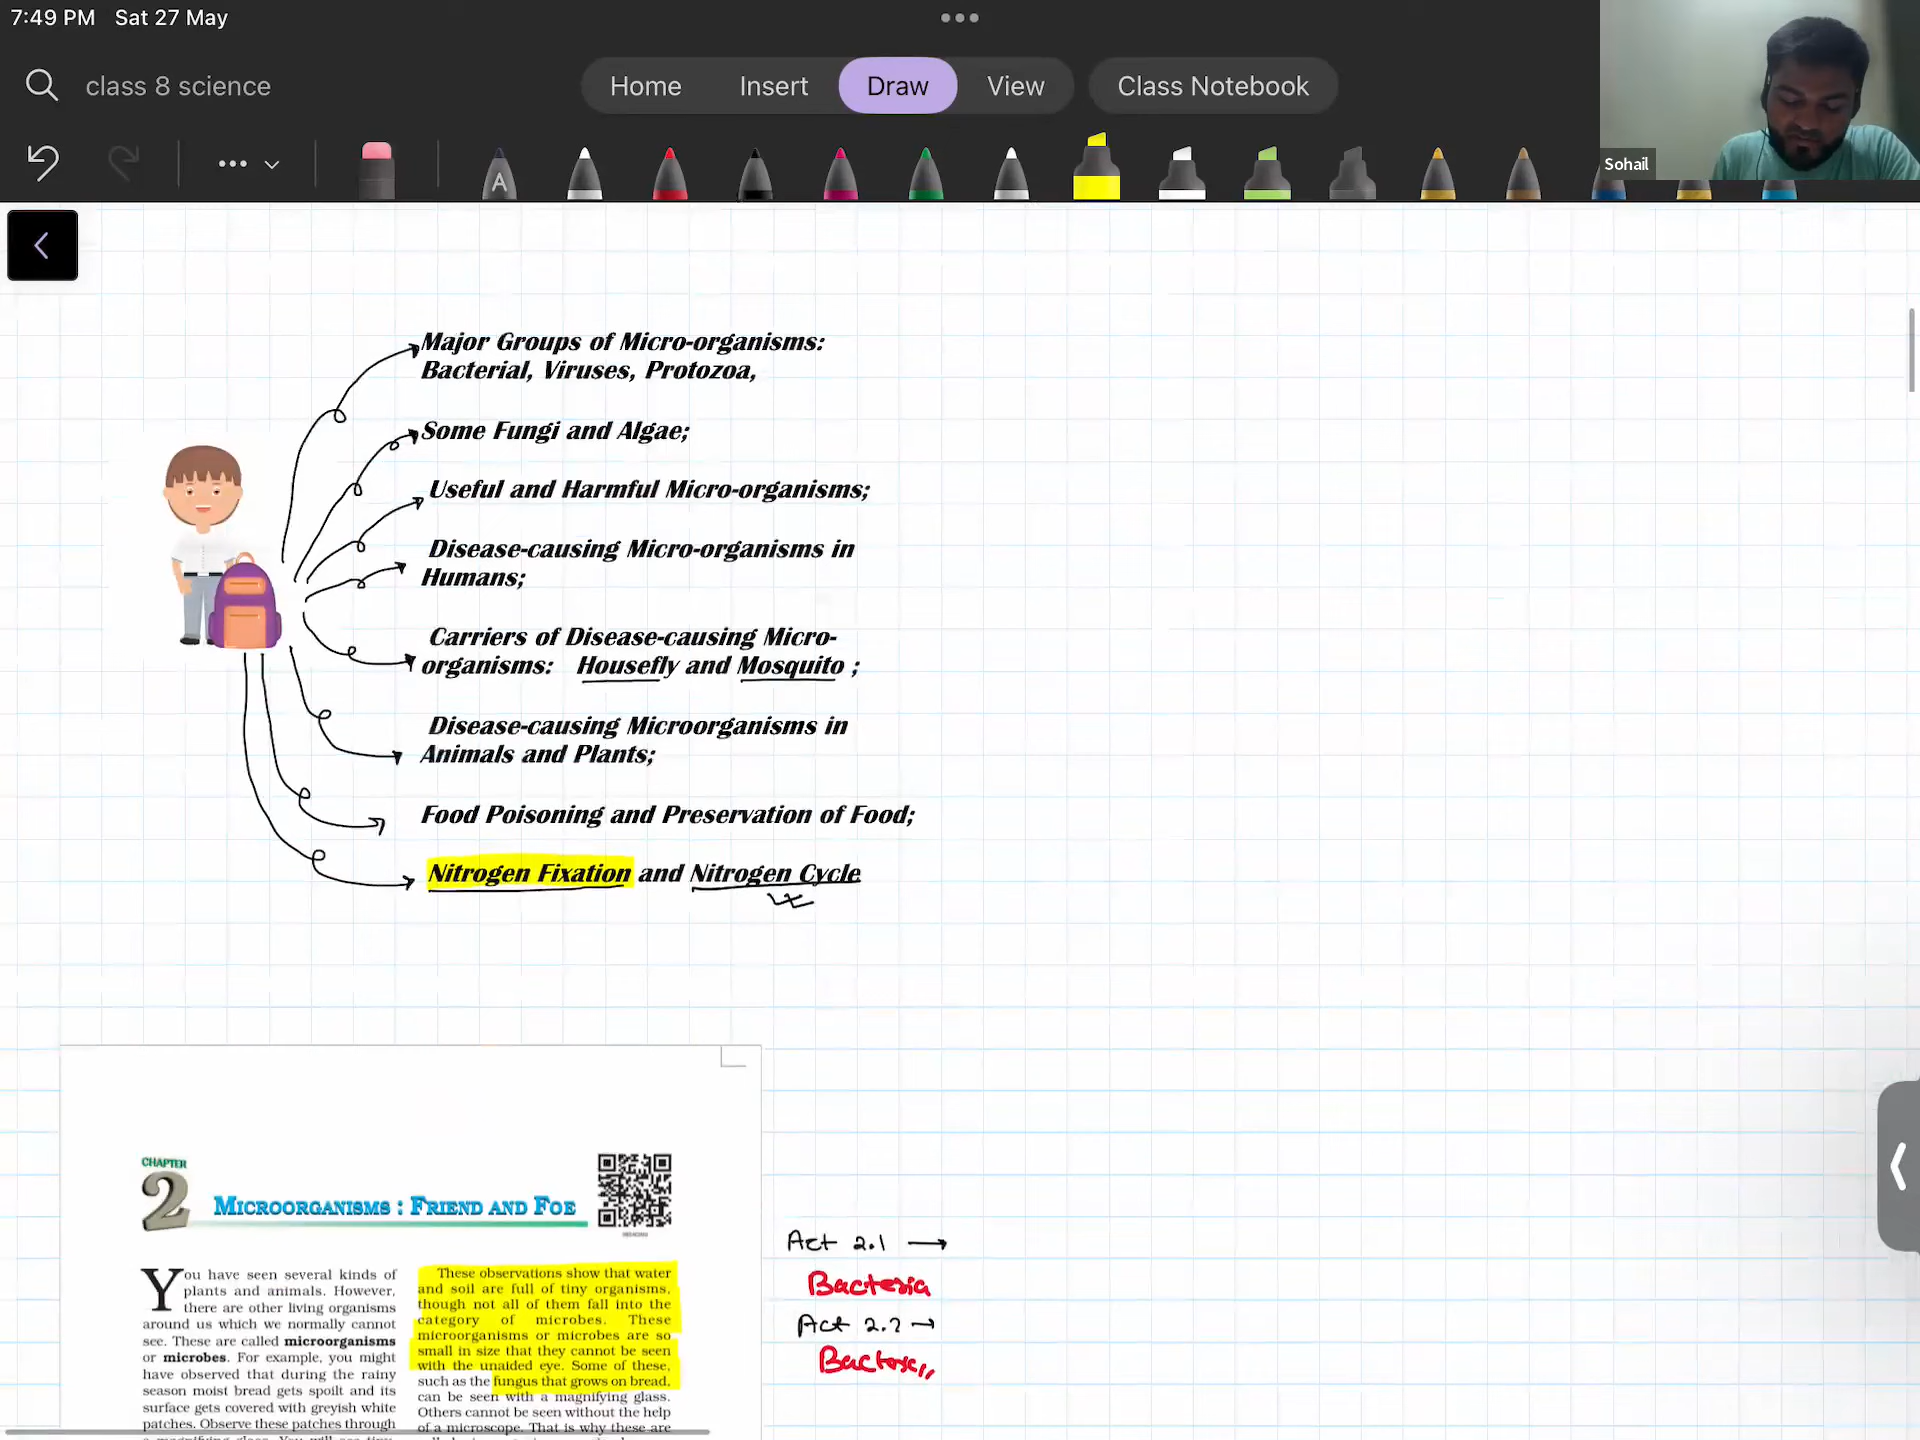 7:49 PM Sat 27 May
class 8 science
Home Insert Draw View Class Notebook
Sohail
A
Major Groups of Micro-organisms:
Bacterial, Viruses, Protozoa,
Some Fungi and Algae;
Useful and Harmful Micro-organisms;
Disease-causing Micro-organisms in
Humans;
Carriers of Disease-causing Micro-
organisms: Housefly and Mosquito ;
Disease-causing Microorganisms in
Animals and Plants;
Food Poisoning and Preservation of Food;
Nitrogen Fixation and Nitrogen Cycle
CHAPTER
2
MICROORGANISMS : FRIEND AND FOE
You have seen several kinds of
plants and animals. However,
there are other living organisms
around us which we normally cannot
see. These are called microorganisms
or microbes. For example, you might
have observed that during the rainy
season moist bread gets spoilt and its
surface gets covered with greyish white
patches. Observe these patches through
These observations show that water
and soil are full of tiny organisms,
though not all of them fall into the
category of microbes. These
microorganisms or microbes are so
small in size that they cannot be seen
with the unaided eye. Some of these,
such as the fungus that grows on bread,
can be seen with a magnifying glass.
Others cannot be seen without the help
of a microscope. That is why these are
Act 2.1 →
Bacteria
Act 2.2 →